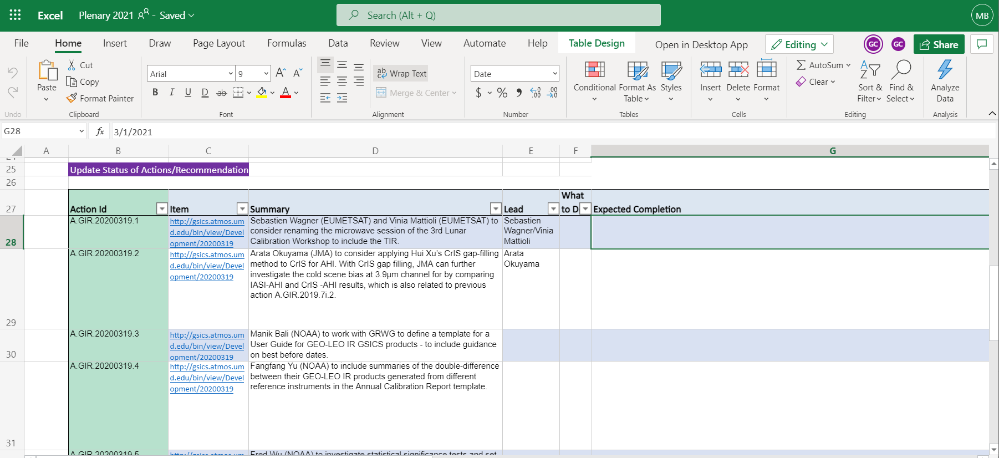 Excel Plenary 2021 - Saved Search (Alt + Q) MB
File Home Insert Draw Page Layout Formulas Data Review View Automate Help Table Design Open in Desktop App Editing GC GC Share
Cut
Copy
Format Painter
Paste
Arial 9 A A
B I U D ab A
ab Wrap Text
Merge & Center
Date
$ % 9 .00 .00
Conditional Format As Table Styles
Insert Delete Format
AutoSum
Clear
Sort & Filter Find & Select
Analyze Data
Undo Clipboard Font Alignment Number Tables Cells Editing Analysis
G28 fx 3/1/2021
A B C D E F G
25 Update Status of Actions/Recommendation
26
What
27 Action Id Item Summary Lead to D Expected Completion
28
A.GIR.20200319.1
http://gsics.atmos.um
d.edu/bin/view/Devel
opment/20200319
Sebastien Wagner (EUMETSAT) and Vinia Mattioli (EUMETSAT) to
consider renaming the microwave session of the 3rd Lunar
Calibration Workshop to include the TIR.
Sebastien
Wagner/Vinia
Mattioli
29
A.GIR.20200319.2
http://gsics.atmos.um
d.edu/bin/view/Devel
opment/20200319
Arata Okuyama (JMA) to consider applying Hui Xu’s CrIS gap-filling
method to CrIS for AHI. With CrIS gap filling, JMA can further
investigate the cold scene bias at 3.9µm channel for by comparing
IASI-AHI and CrIS -AHI results, which is also related to previous
action A.GIR.2019.7i.2.
Arata
Okuyama
30
A.GIR.20200319.3
http://gsics.atmos.um
d.edu/bin/view/Devel
opment/20200319
Manik Bali (NOAA) to work with GRWG to define a template for a
User Guide for GEO-LEO IR GSICS products - to include guidance
on best before dates.
31
A.GIR.20200319.4
http://gsics.atmos.um
d.edu/bin/view/Devel
opment/20200319
Fangfang Yu (NOAA) to include summaries of the double-difference
between their GEO-LEO IR products generated from different
reference instruments in the Annual Calibration Report template.
A.GIR.20200319.5
http://gsics.atmos.um
Fred Wu (NOAA) to investigate statistical significance tests and set